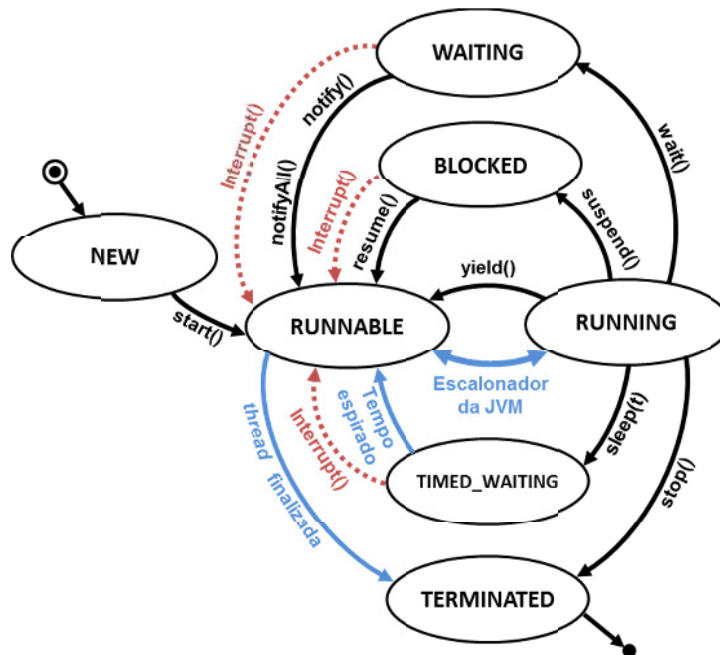 WAITING
Interrupt()
notify()
notifyAll()
wait()
BLOCKED
Interrupt()
resume()
suspend()
NEW
start()
yield()
RUNNABLE
RUNNING
Escalonador
da JVM
Tempo
espirado
Interrupt()
sleep(t)
stop()
thread finalizada
TIMED_WAITING
TERMINATED